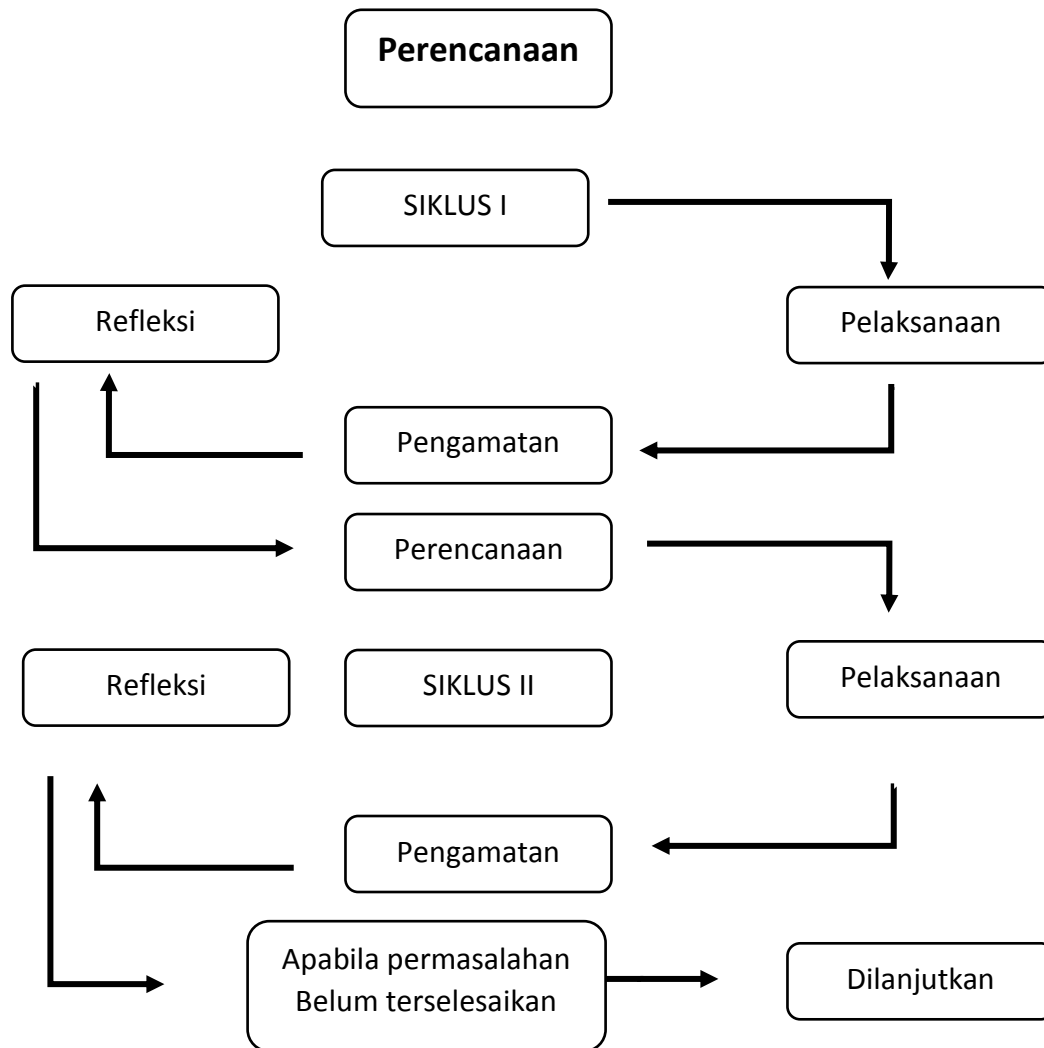 Perencanaan
SIKLUS I
Refleksi
Pelaksanaan
Pengamatan
Perencanaan
Refleksi
SIKLUS II
Pelaksanaan
Pengamatan
Apabila permasalahan
Belum terselesaikan
Dilanjutkan